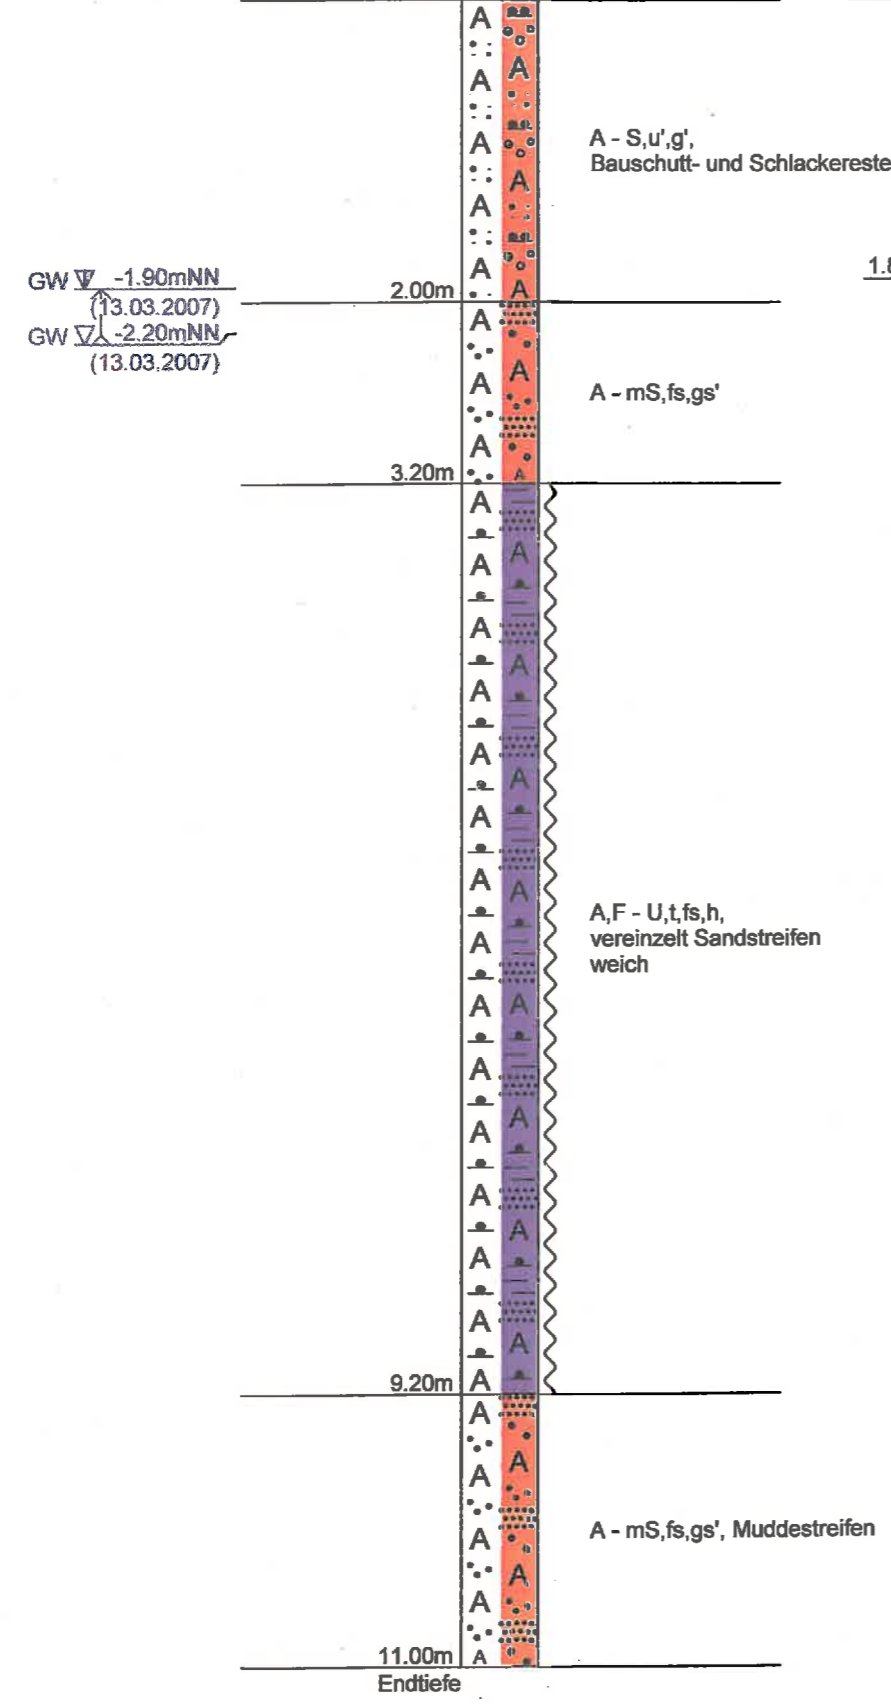 A - S,u',g',
Bauschutt- und Schlackereste
GW -1.90mNN
(13.03.2007)
GW -2.20mNN
(13.03.2007)
2.00m
A - mS,fs,gs'
3.20m
A,F - U,t,fs,h,
vereinzelt Sandstreifen
weich
9.20m
A - mS,fs,gs', Muddestreifen
11.00m
Endtiefe